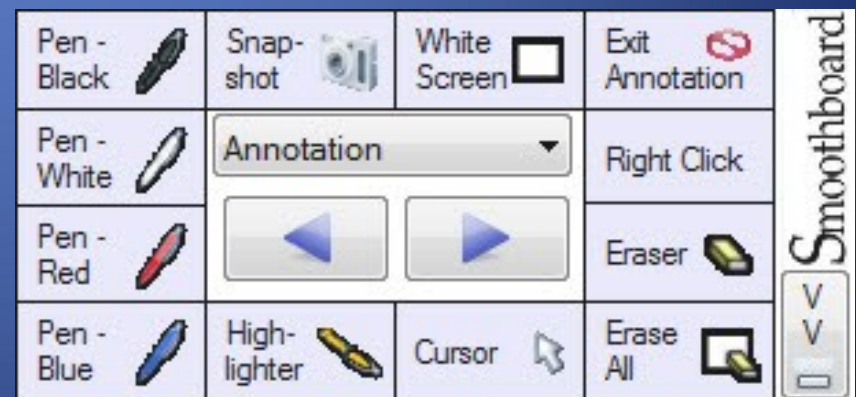 Pen -
Black
Snap-
shot
White
Screen
Exit
Annotation
Pen -
White
Annotation
Right Click
Pen -
Red
Eraser
Pen -
Blue
High-
lighter
Cursor
Erase
All
Smoothboard
V
V